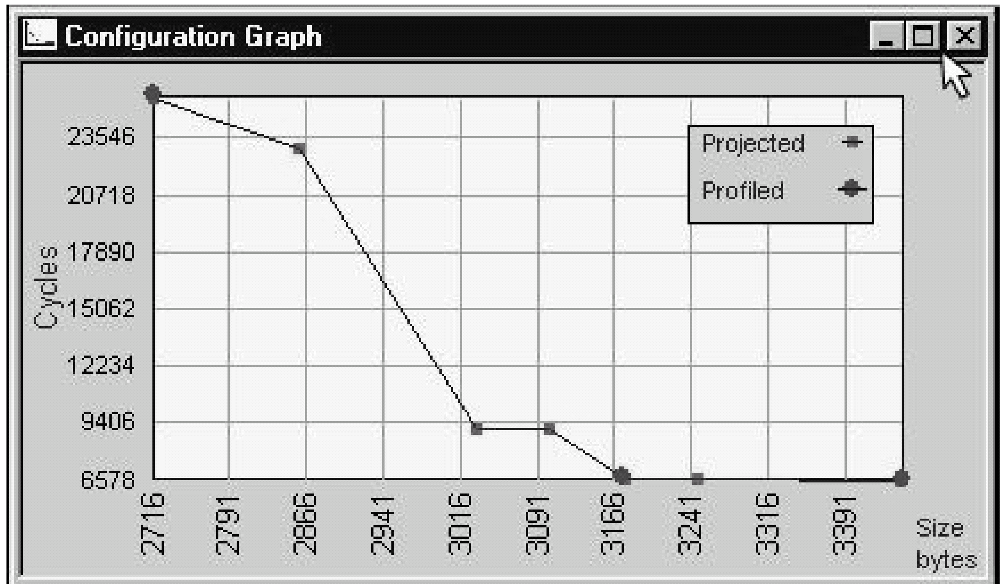 Configuration Graph
Projected
Profiled
Cycles
23546
20718
17890
15062
12234
9406
6578
2716
2791
2866
2941
3016
3091
3166
3241
3316
3391
Size
bytes